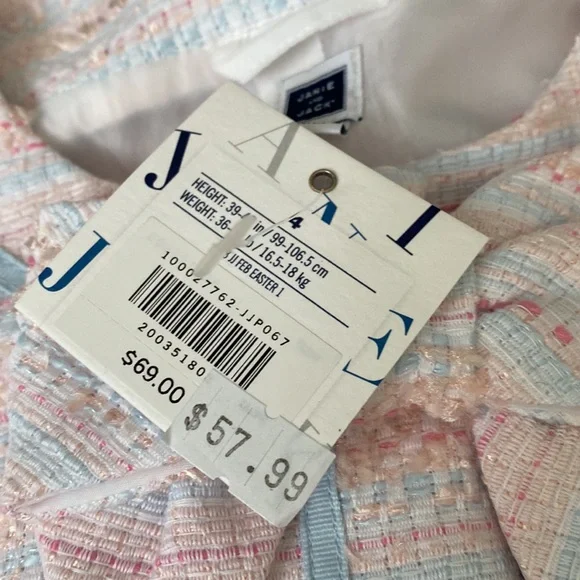 JANIE
AND
JACK
J A
A I
J E
4
HEIGHT: 39- in / 99-106.5 cm
WEIGHT: 36- / 16.5-18 kg
JJ FEB EASTER 1
100027762.JJP067
20035180
$69.00
$57.99